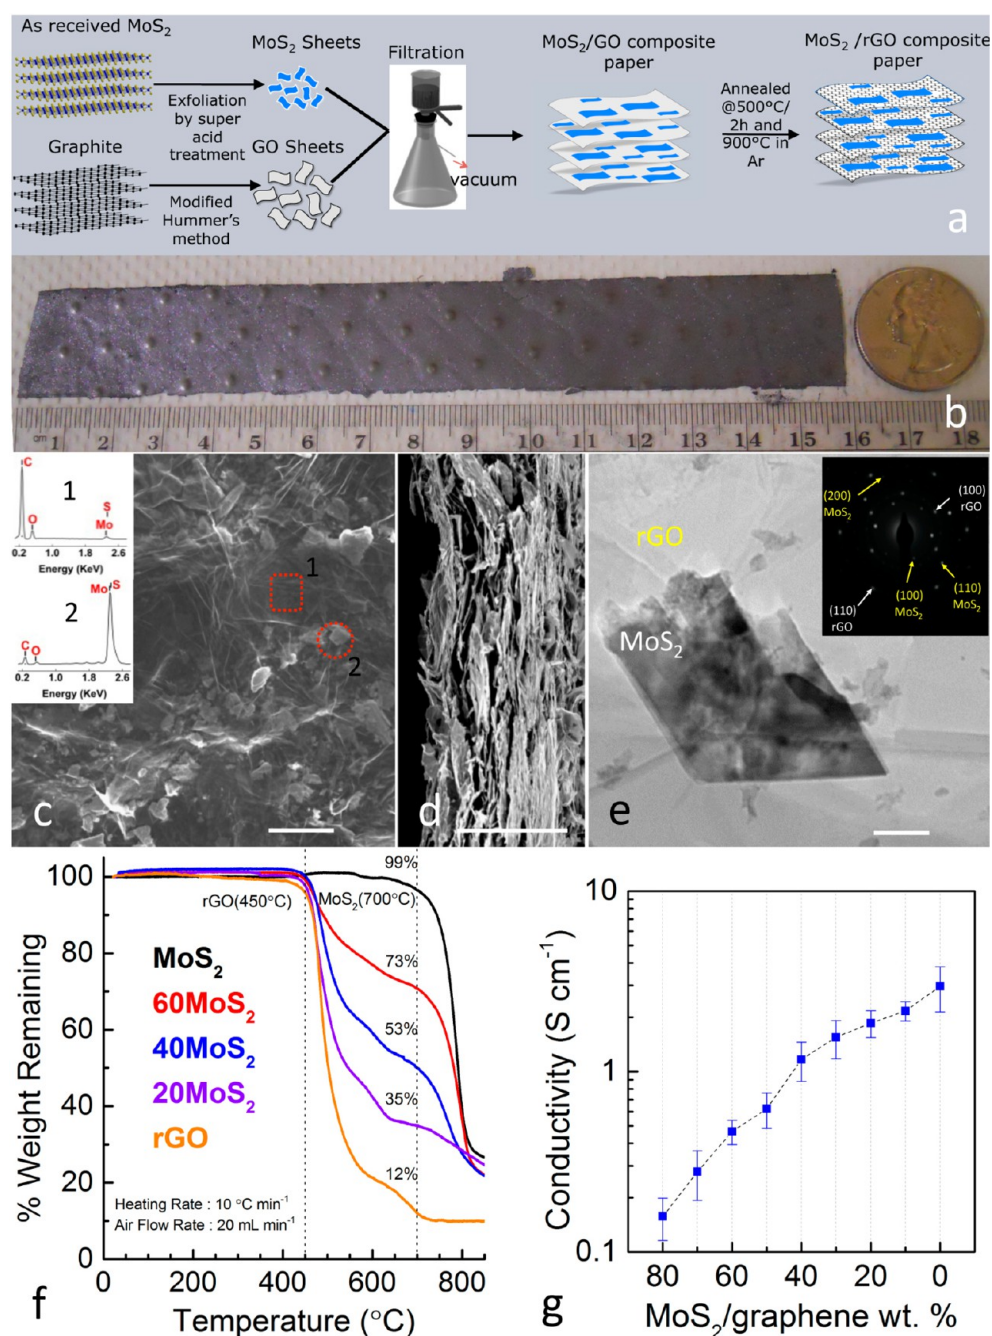 As received MoS2
MoS2 Sheets
Filtration
MoS2/GO composite
paper
MoS2 /rGO composite
paper
Exfoliation
by super
acid
treatment
Annealed
@500°C/
2h and
900°C in
Ar
Graphite
GO Sheets
vacuum
Modified
Hummer's
method
a
cm 1 2 3 4 5 6 7 8 9 10 11 12 13 14 15 16 17 18
b
C
1
O
S
Mo
0.2 1.0 1.8 2.6
Energy (KeV)
Mo S
2
C O
0.2 1.0 1.8 2.6
Energy (KeV)
1
2
c
d
rGO
MoS2
(200)
MoS2
(100)
rGO
(110)
rGO
(100)
MoS2
(110)
MoS2
e
% Weight Remaining
100
80
60
40
20
0
99%
rGO(450°C)
MoS2(700°C)
MoS2
60MoS2
40MoS2
20MoS2
rGO
73%
53%
35%
12%
Heating Rate : 10 °C min-1
Air Flow Rate : 20 mL min-1
0 200 400 600 800
Temperature (°C)
f
Conductivity (S cm-1)
10
1
0.1
80 60 40 20 0
MoS2/graphene wt. %
g